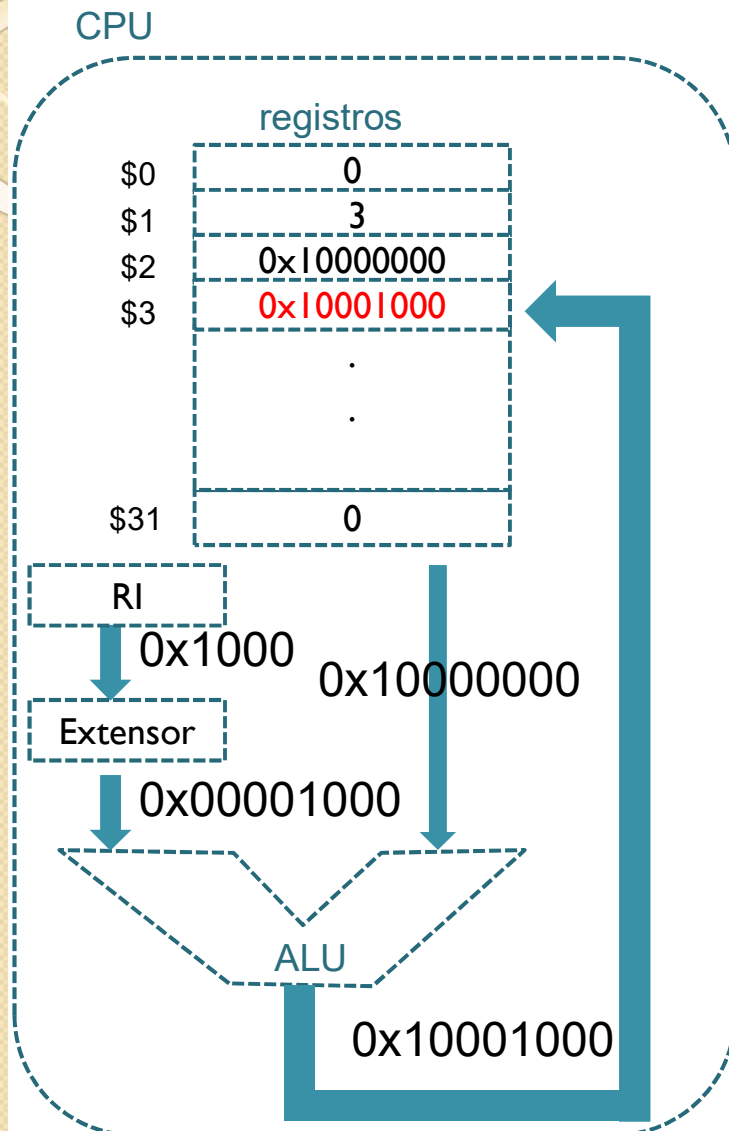 CPU
registros
$0 0
$1 3
$2 0x10000000
$3 0x10001000
.
.
$31 0
RI
0x1000
0x10000000
Extensor
0x00001000
ALU
0x10001000